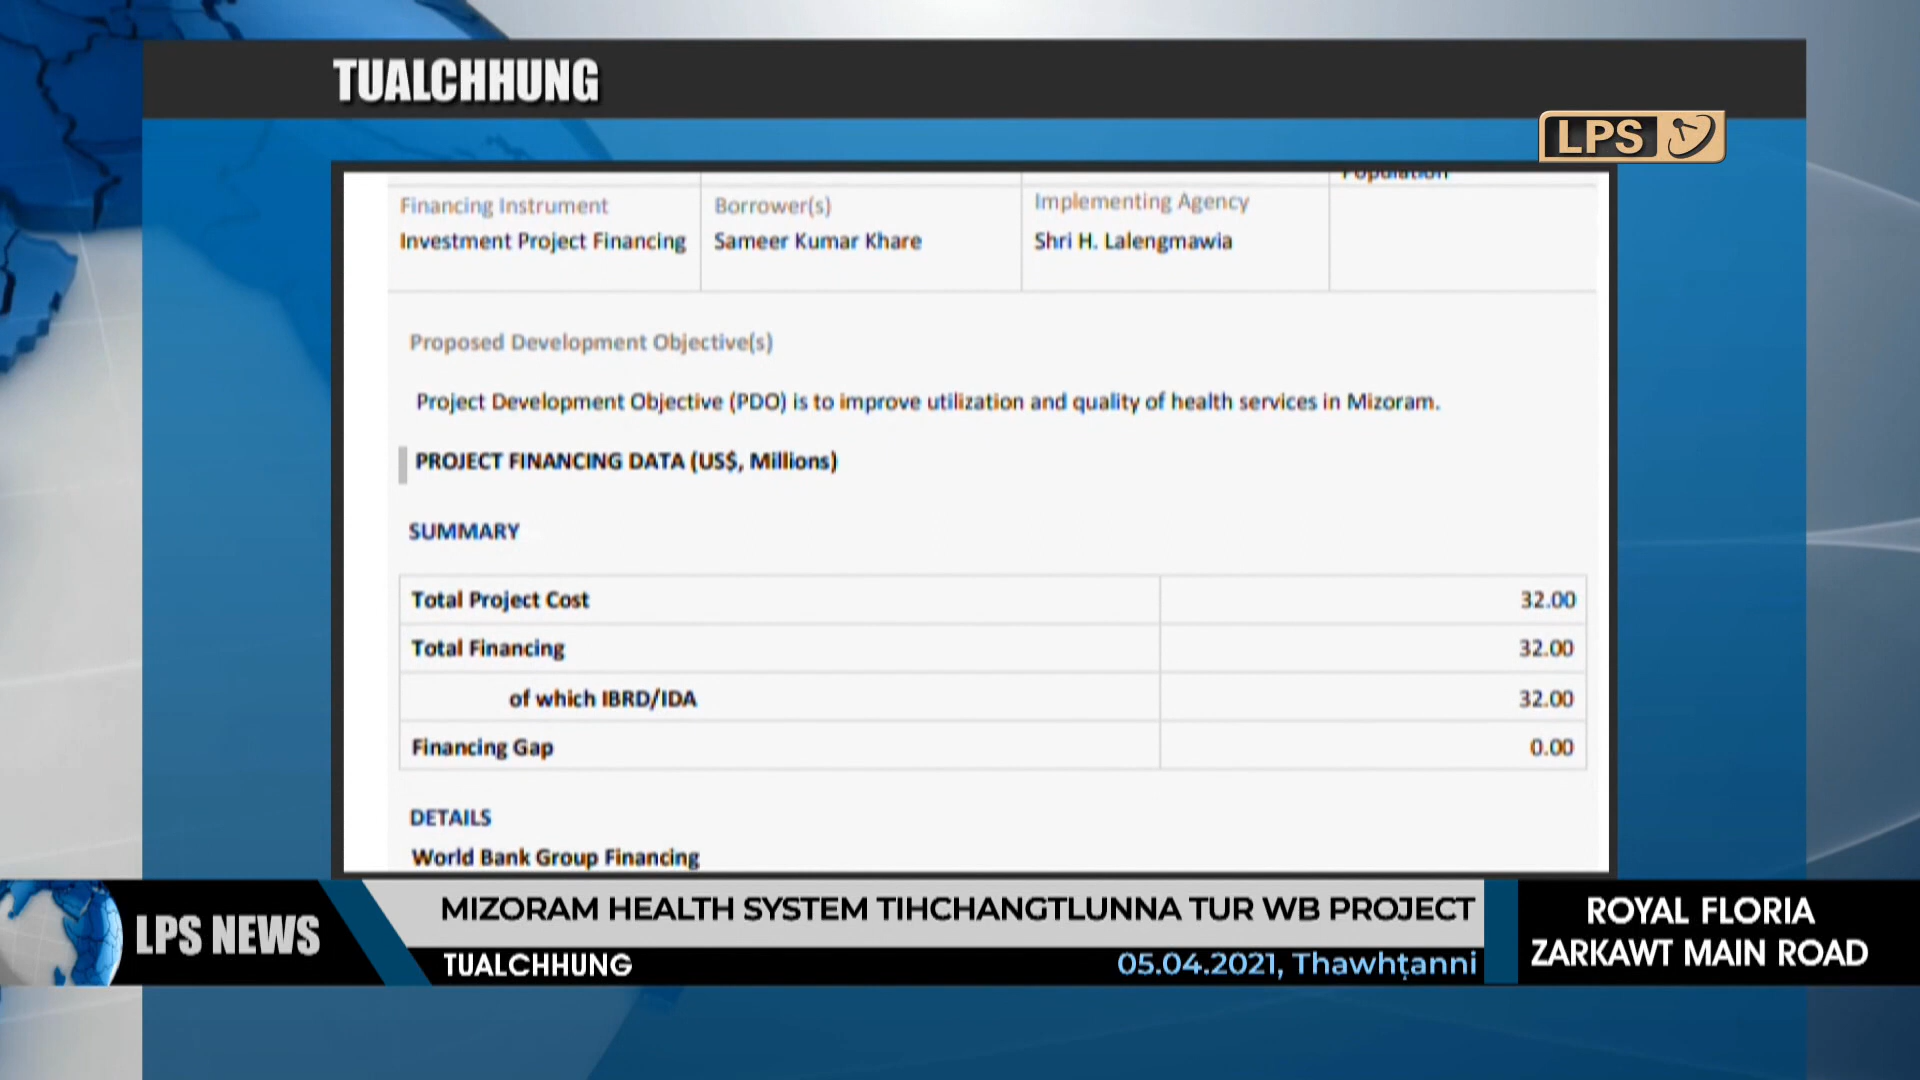 TUALCHHUNG
LPS
Population
Financing Instrument
Borrower(s)
Implementing Agency
Investment Project Financing
Sameer Kumar Khare
Shri H. Lalengmawia
Proposed Development Objective(s)
Project Development Objective (PDO) is to improve utilization and quality of health services in Mizoram.
PROJECT FINANCING DATA (US$, Millions)
SUMMARY
Total Project Cost 32.00
Total Financing 32.00
of which IBRD/IDA 32.00
Financing Gap 0.00
DETAILS
World Bank Group Financing
LPS NEWS
MIZORAM HEALTH SYSTEM TIHCHANGTLUNNA TUR WB PROJECT
TUALCHHUNG
05.04.2021, Thawhṭanni
ROYAL FLORIA
ZARKAWT MAIN ROAD